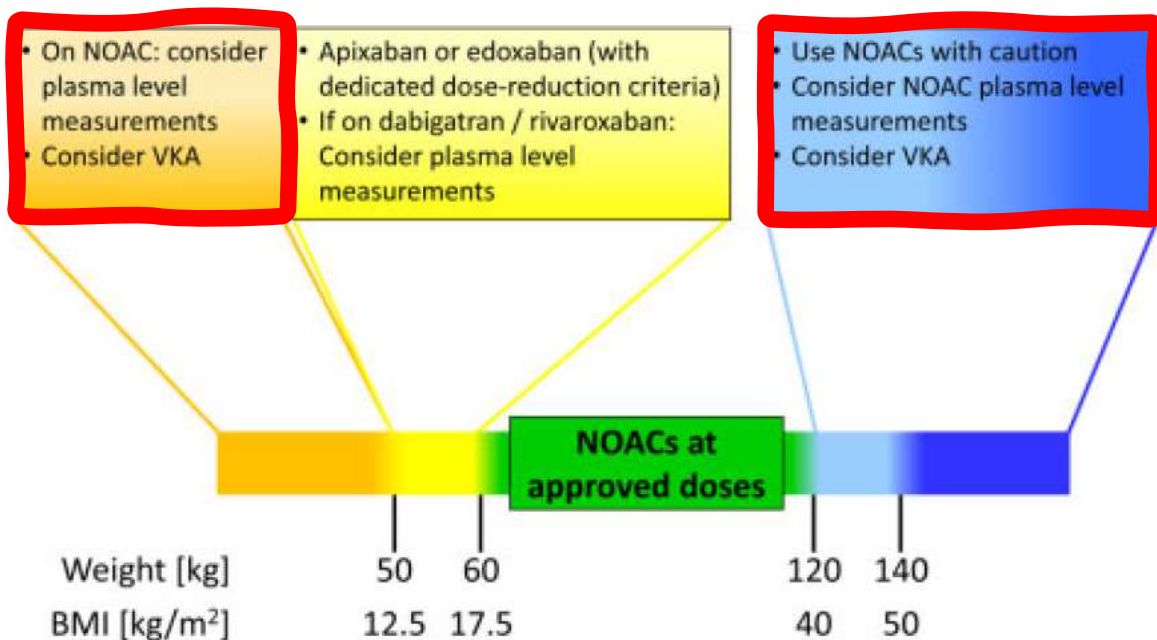 • On NOAC: consider
plasma level
measurements
• Consider VKA
• Apixaban or edoxaban (with
dedicated dose-reduction criteria)
• If on dabigatran / rivaroxaban:
Consider plasma level
measurements
• Use NOACs with caution
• Consider NOAC plasma level
measurements
• Consider VKA
NOACs at
approved doses
Weight [kg] 50 60 120 140
BMI [kg/m²] 12.5 17.5 40 50